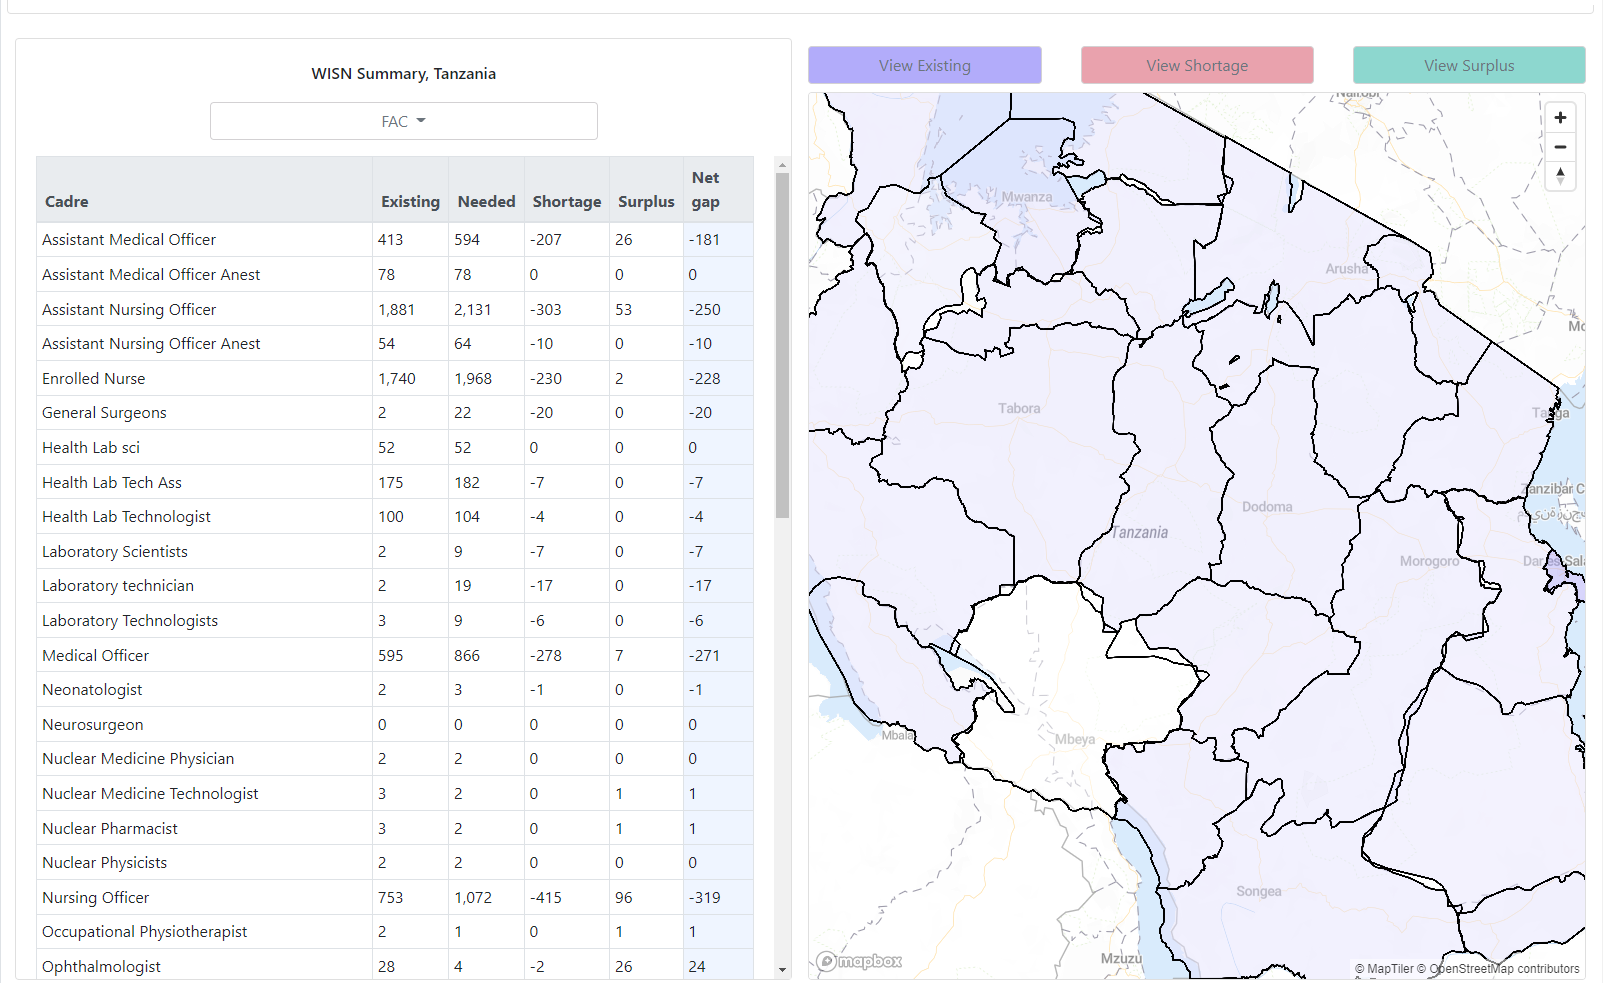 WISN Summary, Tanzania
FAC
Cadre Existing Needed Shortage Surplus Net gap
Assistant Medical Officer 413 594 -207 26 -181
Assistant Medical Officer Anest 78 78 0 0 0
Assistant Nursing Officer 1,881 2,131 -303 53 -250
Assistant Nursing Officer Anest 54 64 -10 0 -10
Enrolled Nurse 1,740 1,968 -230 2 -228
General Surgeons 2 22 -20 0 -20
Health Lab sci 52 52 0 0 0
Health Lab Tech Ass 175 182 -7 0 -7
Health Lab Technologist 100 104 -4 0 -4
Laboratory Scientists 2 9 -7 0 -7
Laboratory technician 2 19 -17 0 -17
Laboratory Technologists 3 9 -6 0 -6
Medical Officer 595 866 -278 7 -271
Neonatologist 2 3 -1 0 -1
Neurosurgeon 0 0 0 0 0
Nuclear Medicine Physician 2 2 0 0 0
Nuclear Medicine Technologist 3 2 0 1 1
Nuclear Pharmacist 3 2 0 1 1
Nuclear Physicists 2 2 0 0 0
Nursing Officer 753 1,072 -415 96 -319
Occupational Physiotherapist 2 1 0 1 1
Ophthalmologist 28 4 -2 26 24
View Existing View Shortage View Surplus
Nairobi
Mwanza
Arusha
Mo
Tabora
Tanga
Zanzibar C
Dodoma
Tanzania
Morogoro
Dar es Sala
Mbala
Mbeya
Songea
Mzuzu
mapbox
© MapTiler © OpenStreetMap contributors